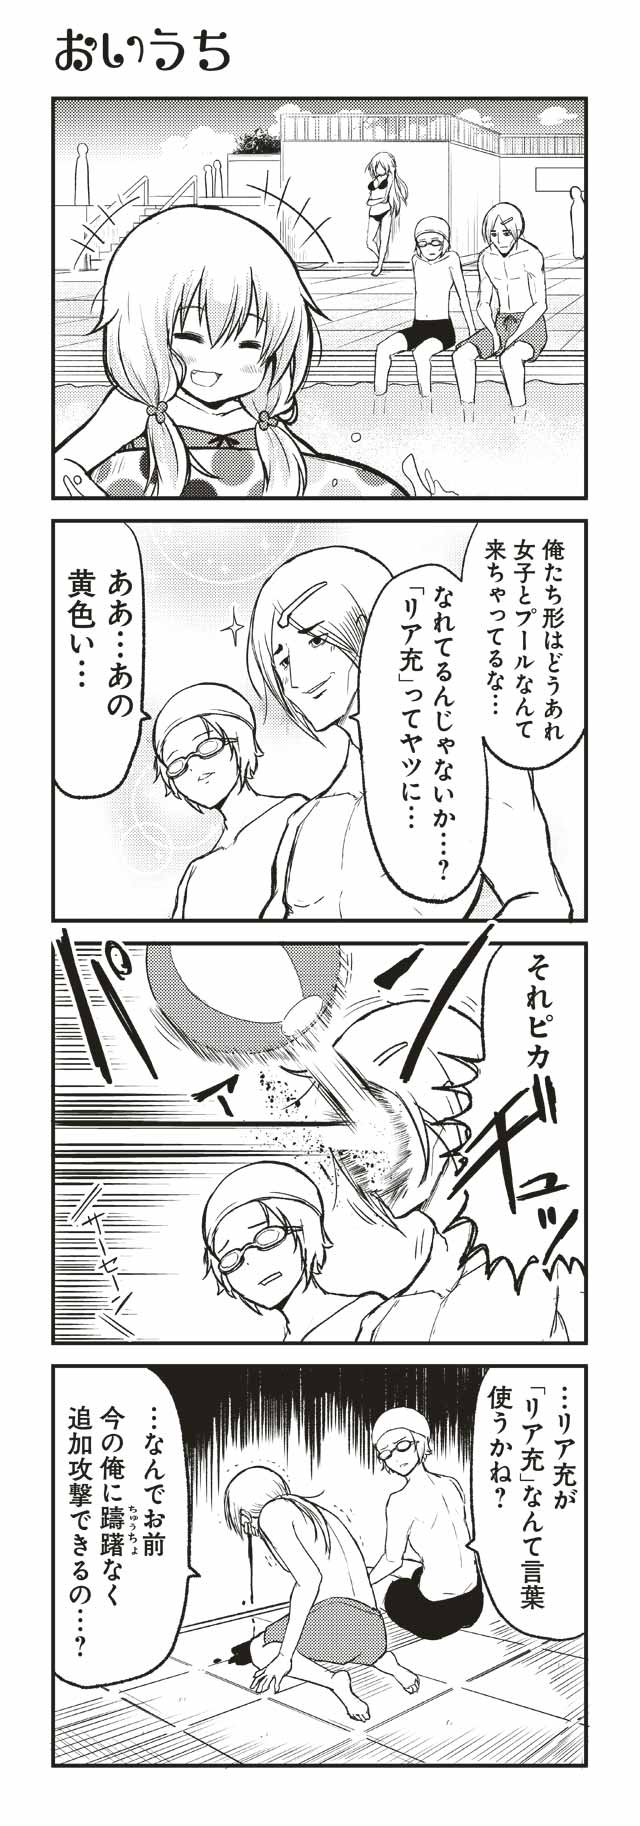 おいうち
俺たち形はどうあれ
女子とプールなんて
来ちゃってるな…
なれてるんじゃないか…?
「リア充」ってヤツに…
ああ…あの
黄色い…
それピカ
ギュッ
バァン
サーセーン
…リア充が
「リア充」なんて言葉
使うかね?
…なんでお前
今の俺に躊躇なく
ちゅうちょ
追加攻撃できるの…?